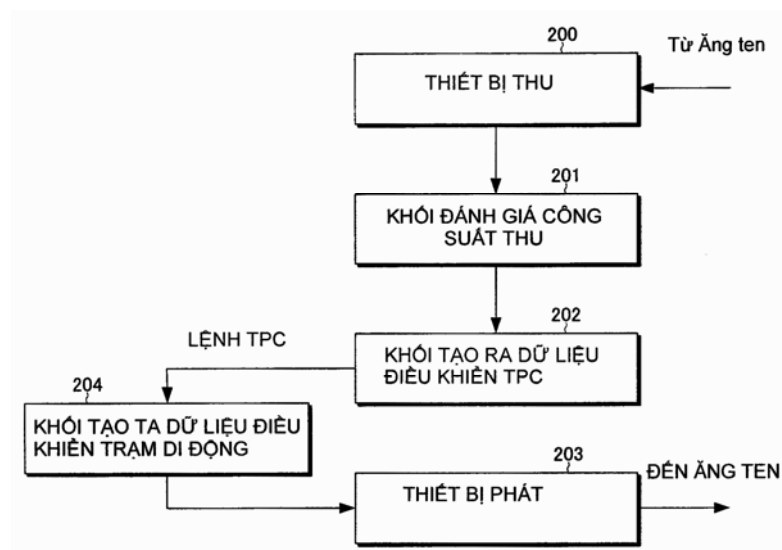 200
Từ Ăng ten
THIẾT BỊ THU
201
KHỐI ĐÁNH GIÁ CÔNG
SUẤT THU
202
LỆNH TPC
KHỐI TẠO RA DỮ LIỆU
ĐIỀU KHIỂN TPC
204
KHỐI TẠO TA DỮ LIỆU ĐIỀU
KHIỂN TRẠM DI ĐỘNG
203
ĐẾN ĂNG TEN
THIẾT BỊ PHÁT